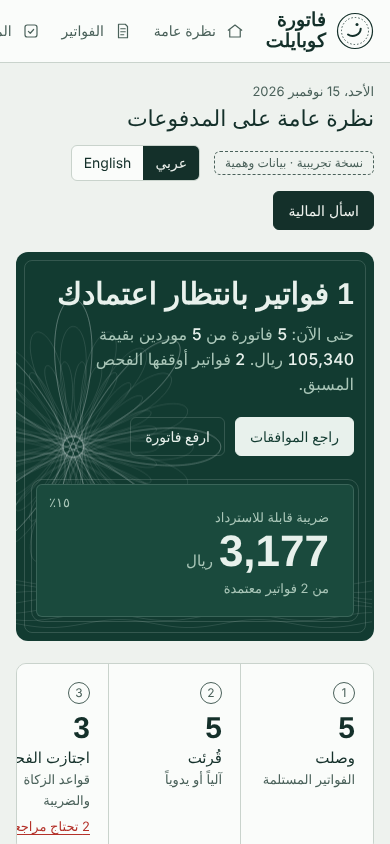 فاتورة
كوبايلت
نظرة عامة
الفواتير
الأحد، 15 نوفمبر 2026
نظرة عامة على المدفوعات
نسخة تجريبية · بيانات وهمية
عربي
English
اسأل المالية
1 فواتير بانتظار اعتمادك
حتى الآن: 5 فاتورة من 5 موردين بقيمة
105,340 ريال. 2 فواتير أوقفها الفحص
المسبق.
راجع الموافقات
ارفع فاتورة
٪١٥
ضريبة قابلة للاسترداد
3,177 ريال
من 2 فواتير معتمدة
1
5
وصلت
الفواتير المستلمة
2
5
قُرئت
آلياً أو يدوياً
3
3
اجتازت
قواعد الزكاة
والضريبة
2 تحتاج